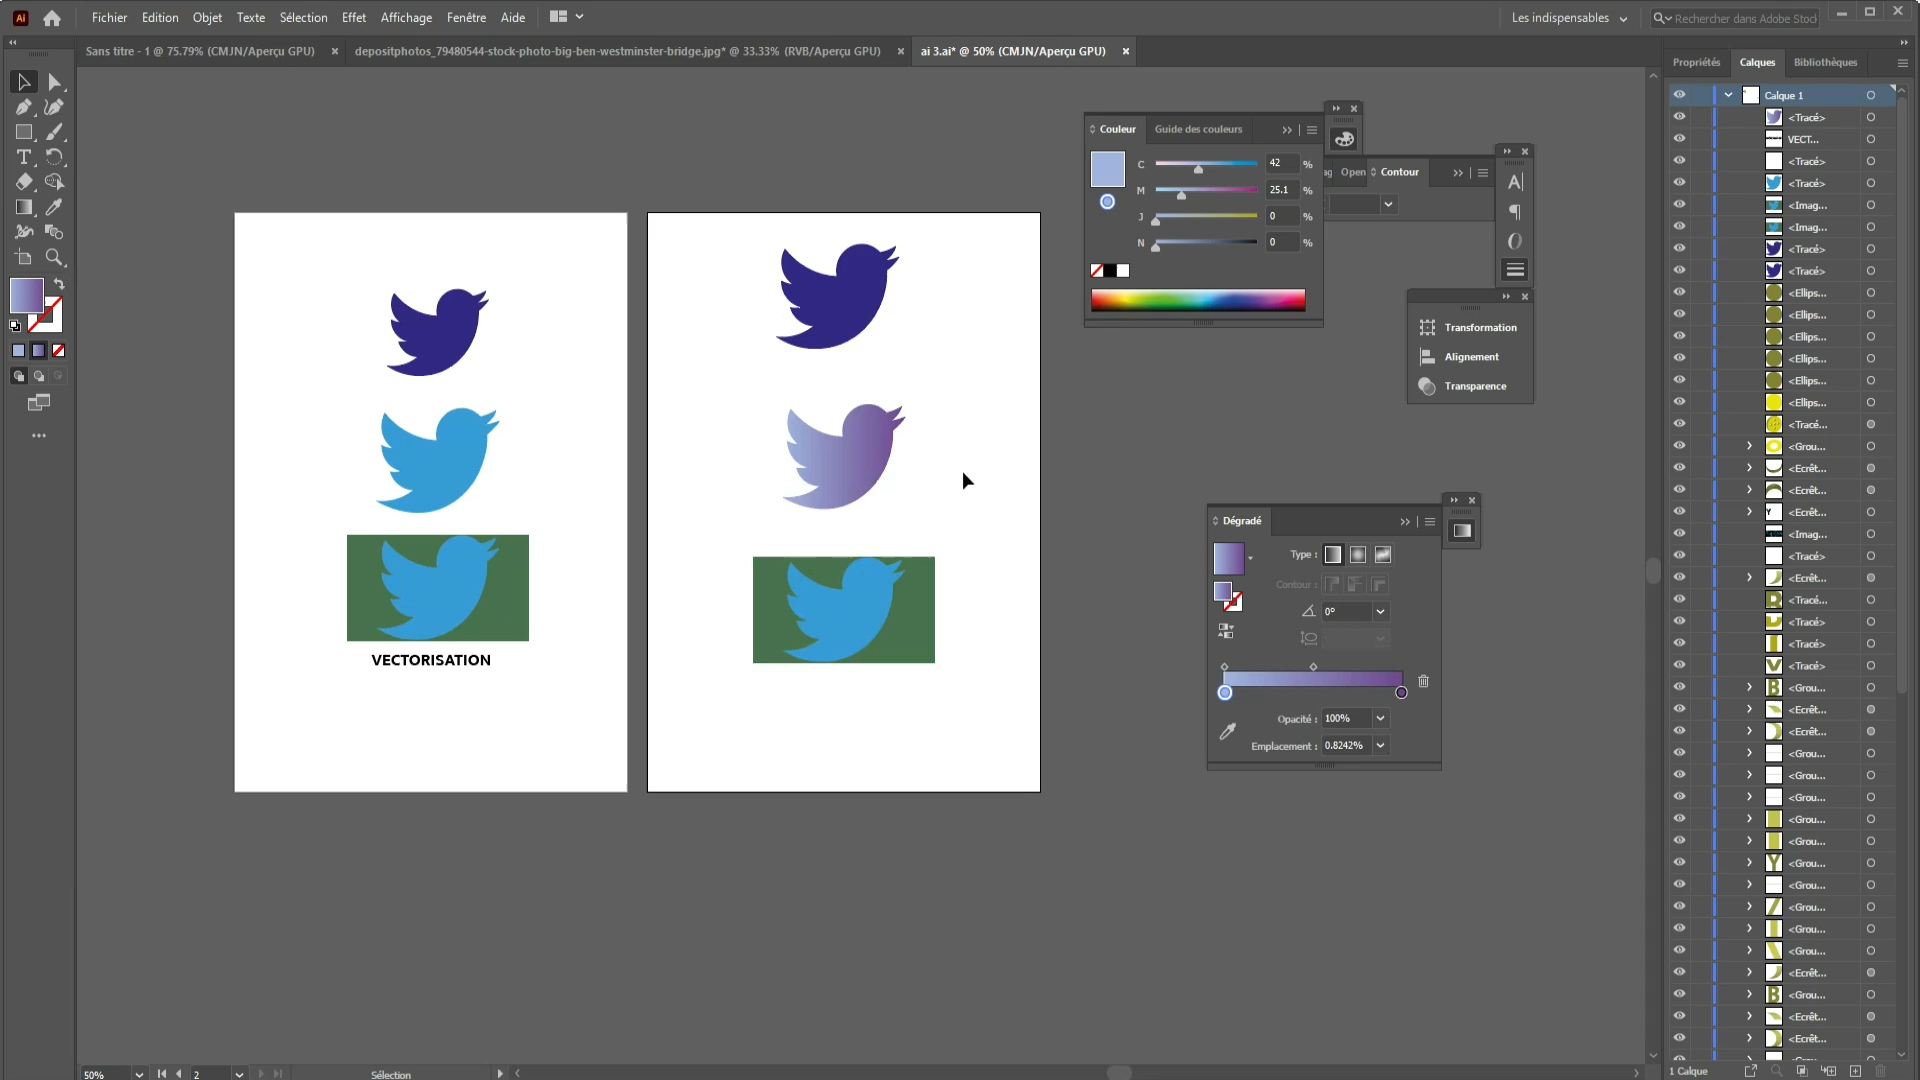 Ai Fichier Edition Objet Texte Sélection Effet Affichage Fenêtre Aide Les indispensables Rechercher dans Adobe Stoc
Sans titre - 1 @ 75.79% (CMJN/Aperçu GPU) × depositphotos_79480544-stock-photo-big-ben-westminster-bridge.jpg* @ 33.33% (RVB/Aperçu GPU) × ai 3.ai* @ 50% (CMJN/Aperçu GPU) ×
Propriétés Calques Bibliothèques
Calque 1
<Tracé>
VECT...
<Tracé>
<Tracé>
<Imag...
<Imag...
<Tracé>
<Tracé>
<Ellips...
<Ellips...
<Ellips...
<Ellips...
<Ellips...
<Ellips...
<Tracé...
<Grou...
<Ecrêt...
<Ecrêt...
<Ecrêt...
<Imag...
<Tracé>
<Ecrêt...
<Tracé...
<Tracé>
<Tracé>
<Tracé>
<Grou...
<Ecrêt...
<Ecrêt...
<Grou...
<Grou...
<Grou...
<Grou...
<Grou...
<Grou...
<Grou...
<Grou...
<Grou...
<Grou...
<Ecrêt...
<Grou...
<Ecrêt...
<Ecrêt...
1 Calque
Couleur Guide des couleurs
C 42 %
M 25.1 %
J 0 %
N 0 %
Open Contour
Transformation
Alignement
Transparence
Dégradé
Type :
Contour :
0°
Opacité : 100%
Emplacement : 0.8242%
VECTORISATION
50% 2 Sélection